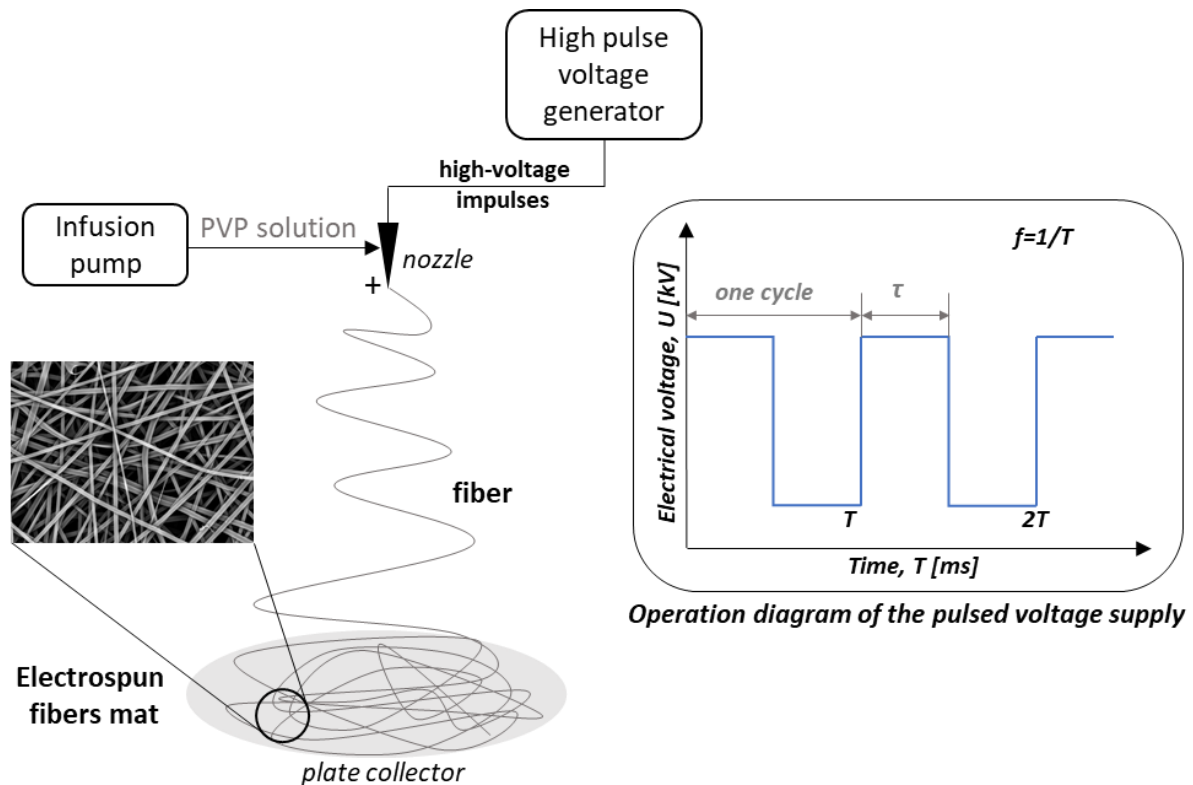 High pulse
voltage
generator
high-voltage
impulses
Infusion
pump
PVP solution
nozzle
+
fiber
Electrospun
fibers mat
plate collector
f=1/T
one cycle
τ
Electrical voltage, U [kV]
T
2T
Time, T [ms]
Operation diagram of the pulsed voltage supply